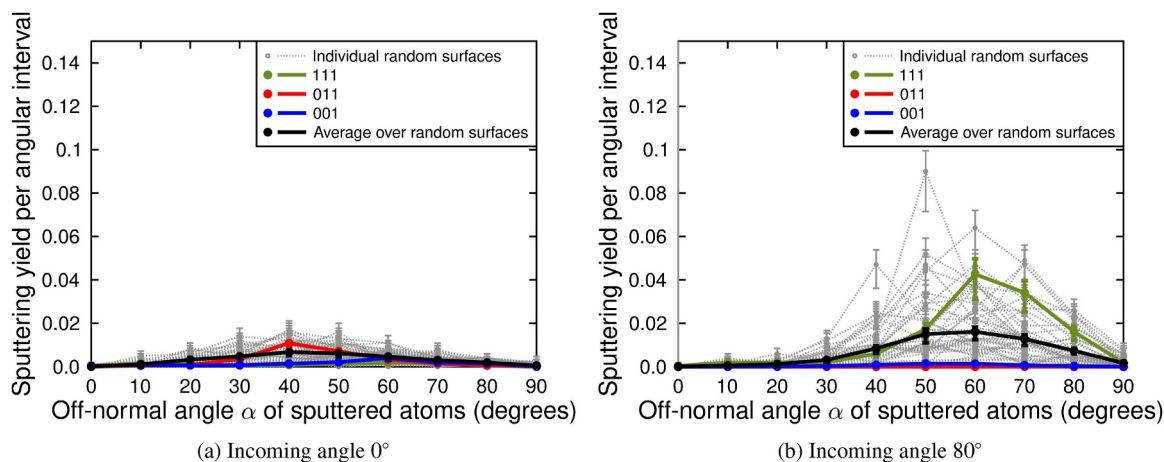 Sputtering yield per angular interval
0.14
0.12
0.1
0.08
0.06
0.04
0.02
0.0
Individual random surfaces
111
011
001
Average over random surfaces
0 10 20 30 40 50 60 70 80 90
Off-normal angle α of sputtered atoms (degrees)
(a) Incoming angle 0°
Sputtering yield per angular interval
0.14
0.12
0.1
0.08
0.06
0.04
0.02
0.0
Individual random surfaces
111
011
001
Average over random surfaces
0 10 20 30 40 50 60 70 80 90
Off-normal angle α of sputtered atoms (degrees)
(b) Incoming angle 80°